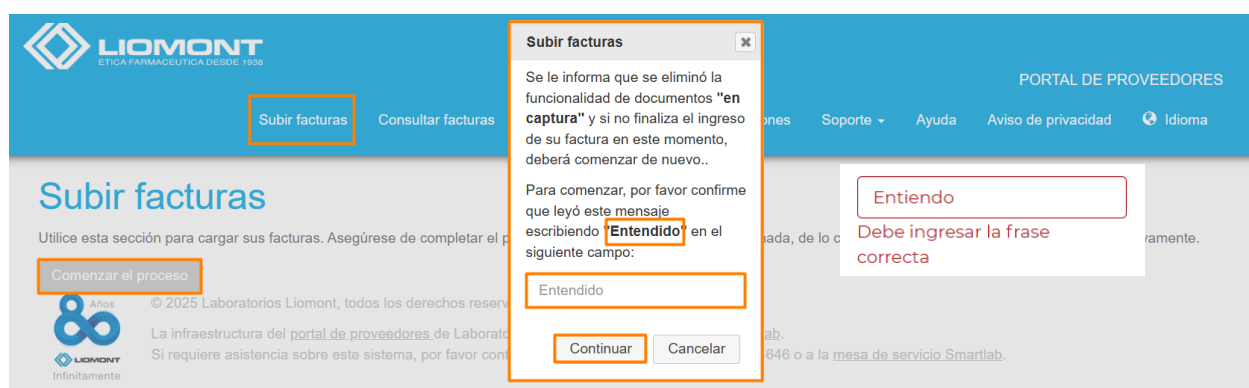 LIOMONT
ETICA FARMACEUTICA DESDE 1938
PORTAL DE PROVEEDORES
Subir facturas Consultar facturas nes Soporte Ayuda Aviso de privacidad Idioma
Subir facturas
Utilice esta sección para cargar sus facturas. Asegúrese de completar el p nada, de lo c vamente.
Comenzar el proceso
80 Años
LIOMONT
Infinitamente
© 2025 Laboratorios Liomont, todos los derechos reserv
La infraestructura del portal de proveedores de Laborato ab.
Si requiere asistencia sobre este sistema, por favor cont -646 o a la mesa de servicio Smartlab.
Subir facturas
Se le informa que se eliminó la
funcionalidad de documentos "en
captura" y si no finaliza el ingreso
de su factura en este momento,
deberá comenzar de nuevo..
Para comenzar, por favor confirme
que leyó este mensaje
escribiendo "Entendido" en el
siguiente campo:
Entendido
Continuar Cancelar
Entiendo
Debe ingresar la frase
correcta